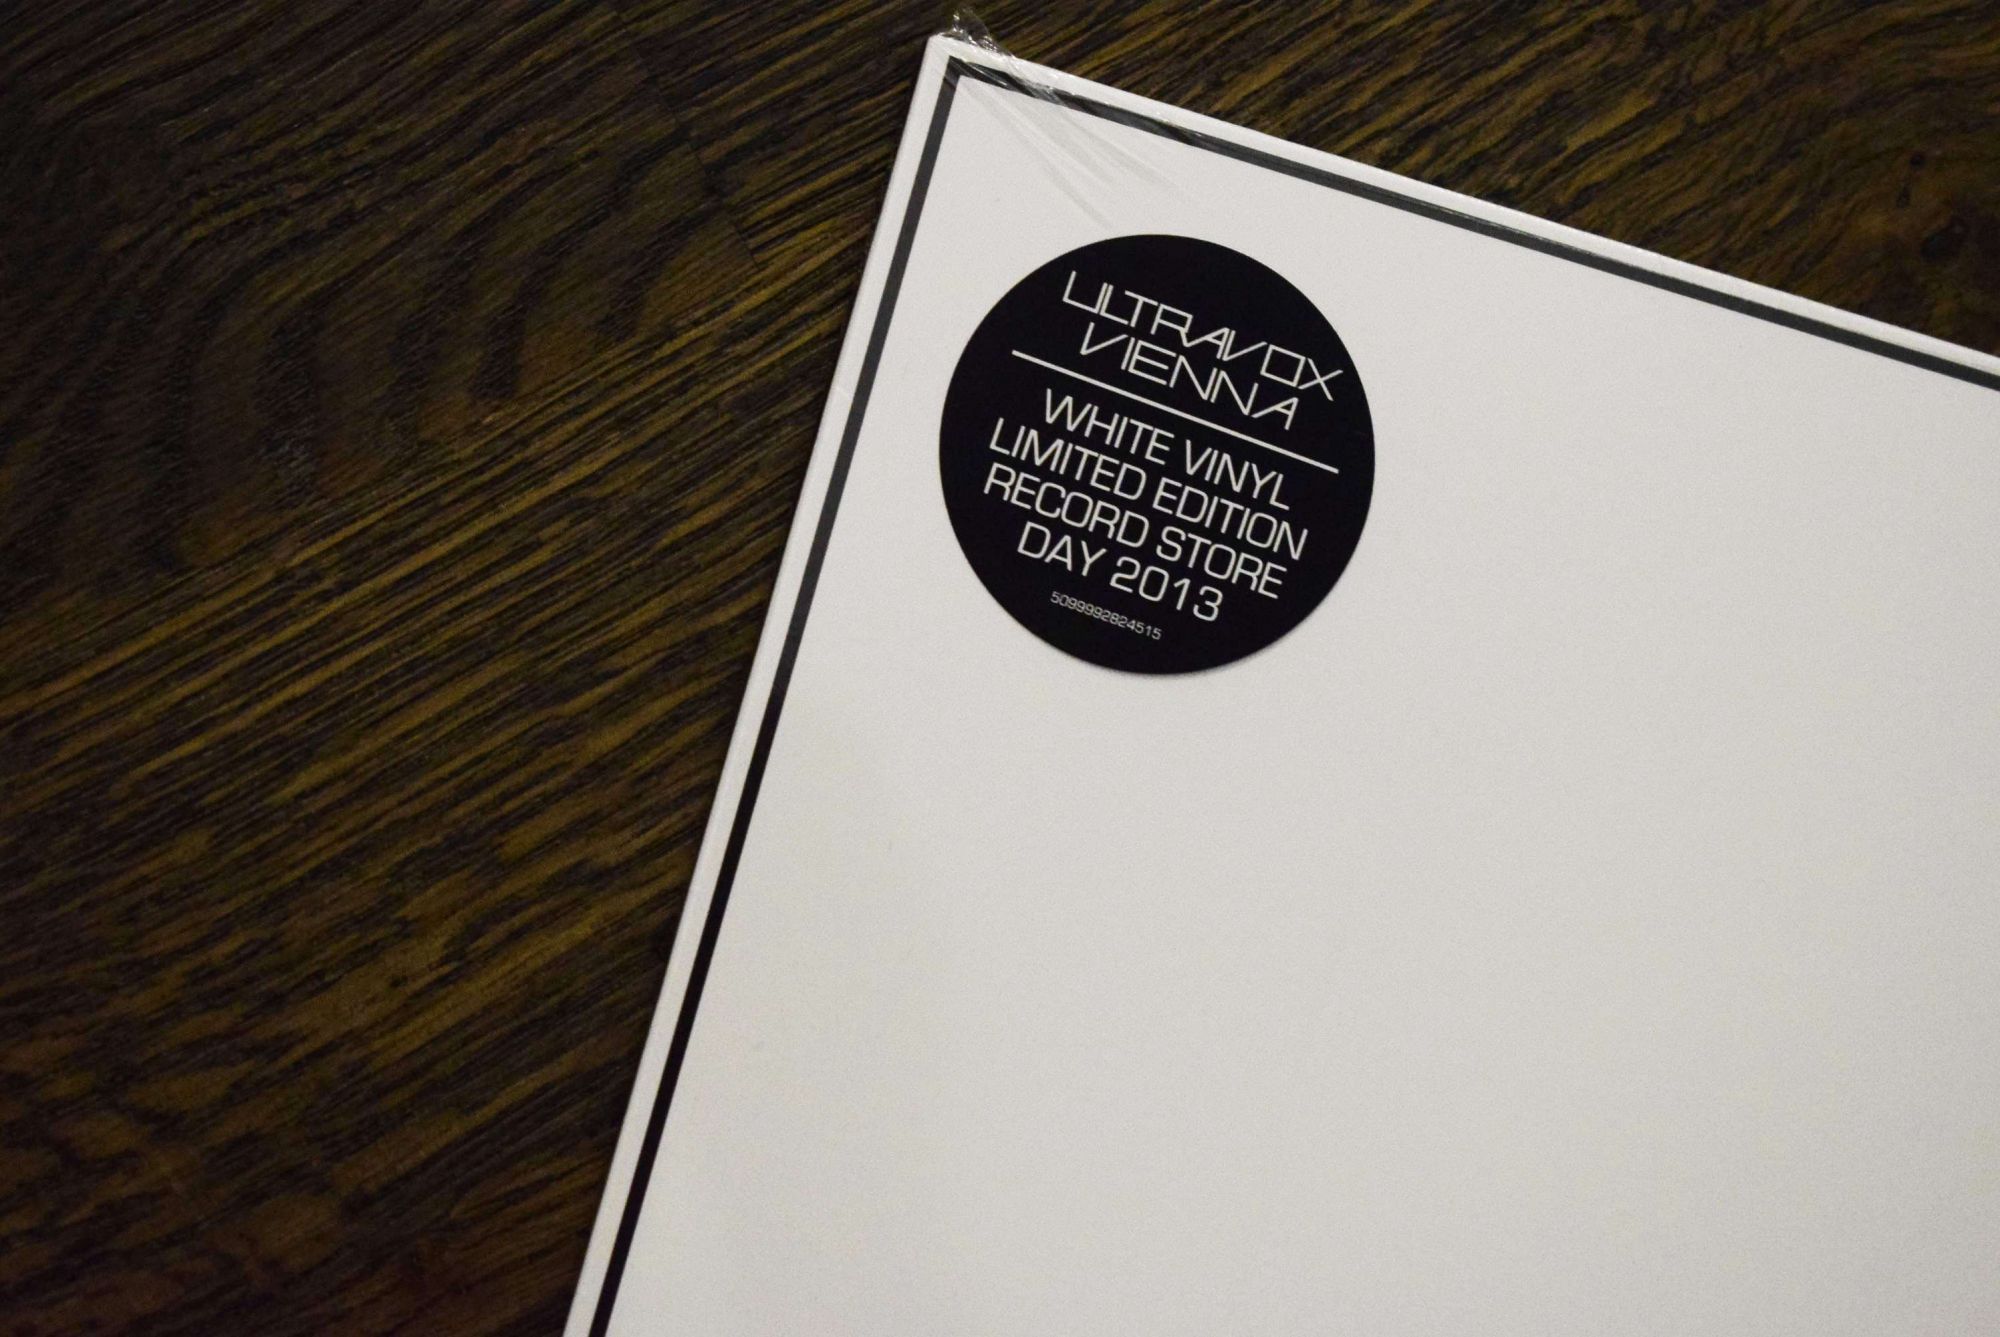 ULTRAVOX
VIENNA
WHITE VINYL
LIMITED EDITION
RECORD STORE
DAY 2013
5099992824515